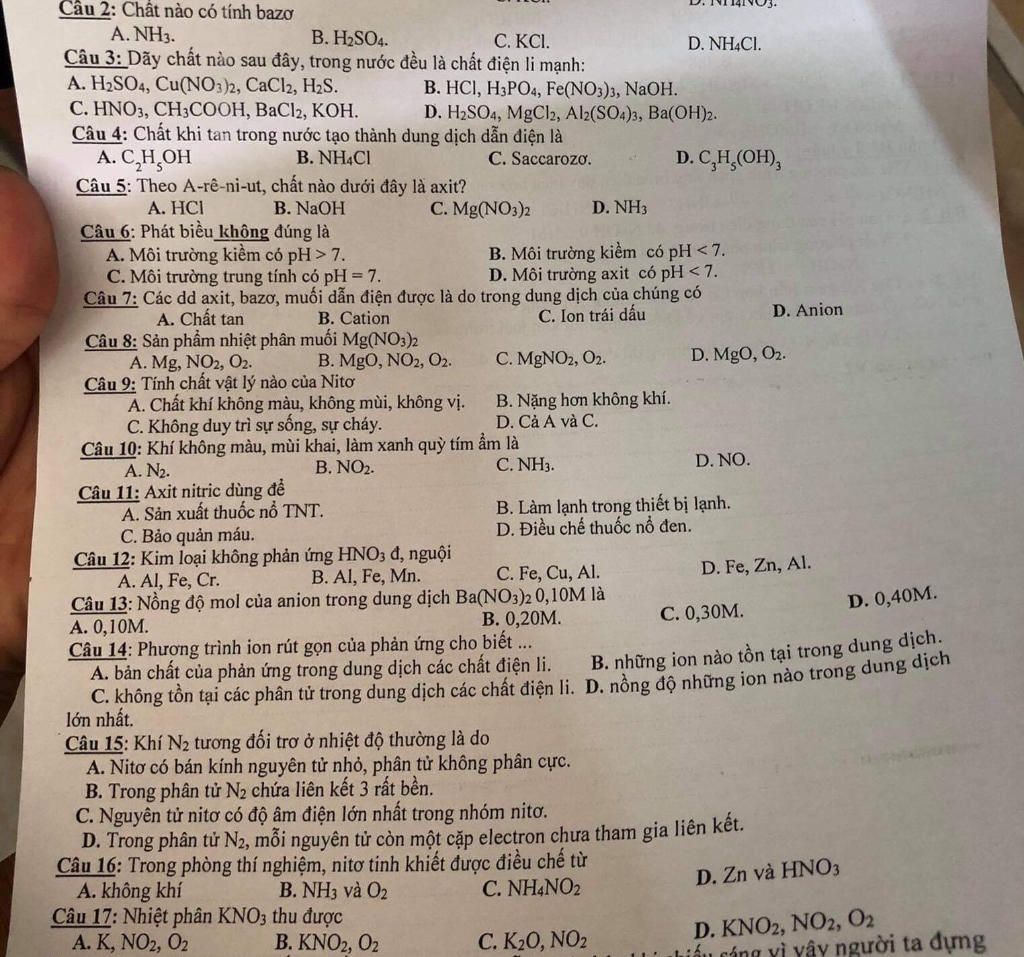 Câu 2: Chất nào có tính bazơ
A. NH3. B. H2SO4. C. KCl. D. NH4Cl.
Câu 3: Dãy chất nào sau đây, trong nước đều là chất điện li mạnh:
A. H2SO4, Cu(NO3)2, CaCl2, H2S. B. HCl, H3PO4, Fe(NO3)3, NaOH.
C. HNO3, CH3COOH, BaCl2, KOH. D. H2SO4, MgCl2, Al2(SO4)3, Ba(OH)2.
Câu 4: Chất khi tan trong nước tạo thành dung dịch dẫn điện là
A. C2H5OH B. NH4Cl C. Saccarozơ. D. C3H5(OH)3
Câu 5: Theo A-rê-ni-ut, chất nào dưới đây là axit?
A. HCl B. NaOH C. Mg(NO3)2 D. NH3
Câu 6: Phát biểu không đúng là
A. Môi trường kiềm có pH > 7. B. Môi trường kiềm có pH < 7.
C. Môi trường trung tính có pH = 7. D. Môi trường axit có pH < 7.
Câu 7: Các dd axit, bazơ, muối dẫn điện được là do trong dung dịch của chúng có
A. Chất tan B. Cation C. Ion trái dấu D. Anion
Câu 8: Sản phẩm nhiệt phân muối Mg(NO3)2
A. Mg, NO2, O2. B. MgO, NO2, O2. C. MgNO2, O2. D. MgO, O2.
Câu 9: Tính chất vật lý nào của Nitơ
A. Chất khí không màu, không mùi, không vị. B. Nặng hơn không khí.
C. Không duy trì sự sống, sự cháy. D. Cả A và C.
Câu 10: Khí không màu, mùi khai, làm xanh quỳ tím ẩm là
A. N2. B. NO2. C. NH3. D. NO.
Câu 11: Axit nitric dùng để
A. Sản xuất thuốc nổ TNT. B. Làm lạnh trong thiết bị lạnh.
C. Bảo quản máu. D. Điều chế thuốc nổ đen.
Câu 12: Kim loại không phản ứng HNO3 đ, nguội
A. Al, Fe, Cr. B. Al, Fe, Mn. C. Fe, Cu, Al. D. Fe, Zn, Al.
Câu 13: Nồng độ mol của anion trong dung dịch Ba(NO3)2 0,10M là
A. 0,10M. B. 0,20M. C. 0,30M. D. 0,40M.
Câu 14: Phương trình ion rút gọn của phản ứng cho biết ...
A. bản chất của phản ứng trong dung dịch các chất điện li. B. những ion nào tồn tại trong dung dịch.
C. không tồn tại các phân tử trong dung dịch các chất điện li. D. nồng độ những ion nào trong dung dịch
lớn nhất.
Câu 15: Khí N2 tương đối trơ ở nhiệt độ thường là do
A. Nitơ có bán kính nguyên tử nhỏ, phân tử không phân cực.
B. Trong phân tử N2 chứa liên kết 3 rất bền.
C. Nguyên tử nitơ có độ âm điện lớn nhất trong nhóm nitơ.
D. Trong phân tử N2, mỗi nguyên tử còn một cặp electron chưa tham gia liên kết.
Câu 16: Trong phòng thí nghiệm, nitơ tinh khiết được điều chế từ
A. không khí B. NH3 và O2 C. NH4NO2 D. Zn và HNO3
Câu 17: Nhiệt phân KNO3 thu được
A. K, NO2, O2 B. KNO2, O2 C. K2O, NO2 D. KNO2, NO2, O2
sáng vì vậy người ta đựng